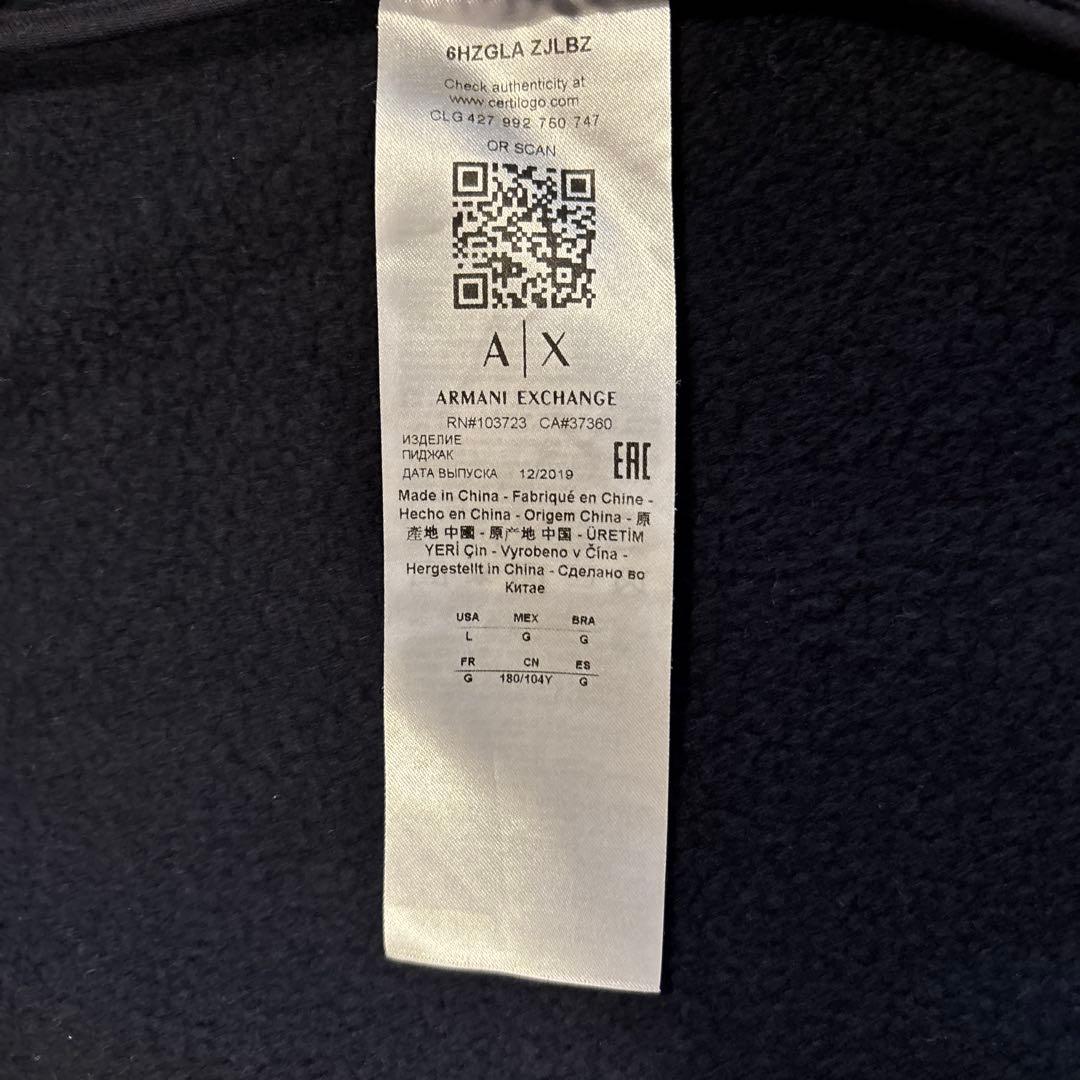 6HZGLA ZJLBZ
Check authenticity at
www.certilogo.com
CLG 427 992 760 747
OR SCAN
A|X
ARMANI EXCHANGE
RN#103723 CA#37360
ИЗДЕЛИЕ
ПИДЖАК
ДАТА ВЫПУСКА 12/2019
EAC
Made in China - Fabriqué en Chine -
Hecho en China - Origem China - 原
產地 中國 - 原产地 中国 - ÜRETİM
YERİ Çin - Vyrobeno v Čína -
Hergestellt in China - Сделано во
Китае
USA MEX BRA
L G G
FR CN ES
G 180/104Y G